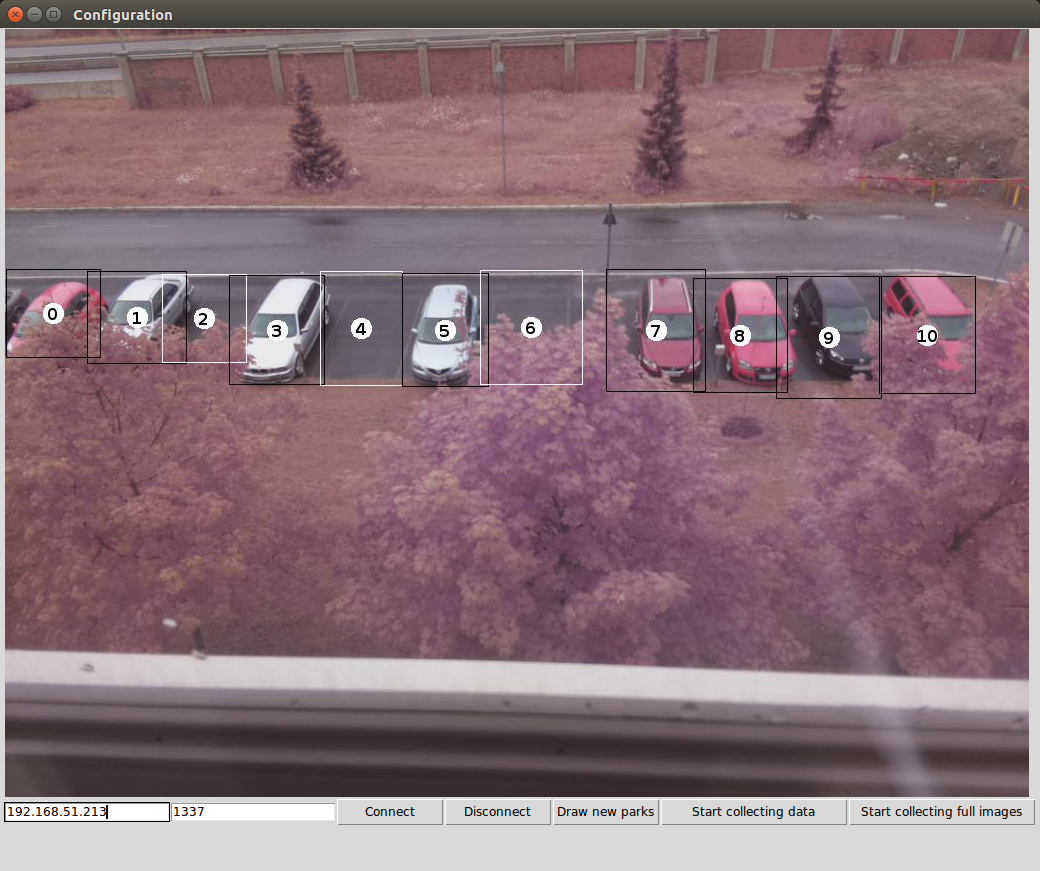 Configuration
0
1
2
3
4
5
6
7
8
9
10
192.168.51.213
1337
Connect
Disconnect
Draw new parks
Start collecting data
Start collecting full images